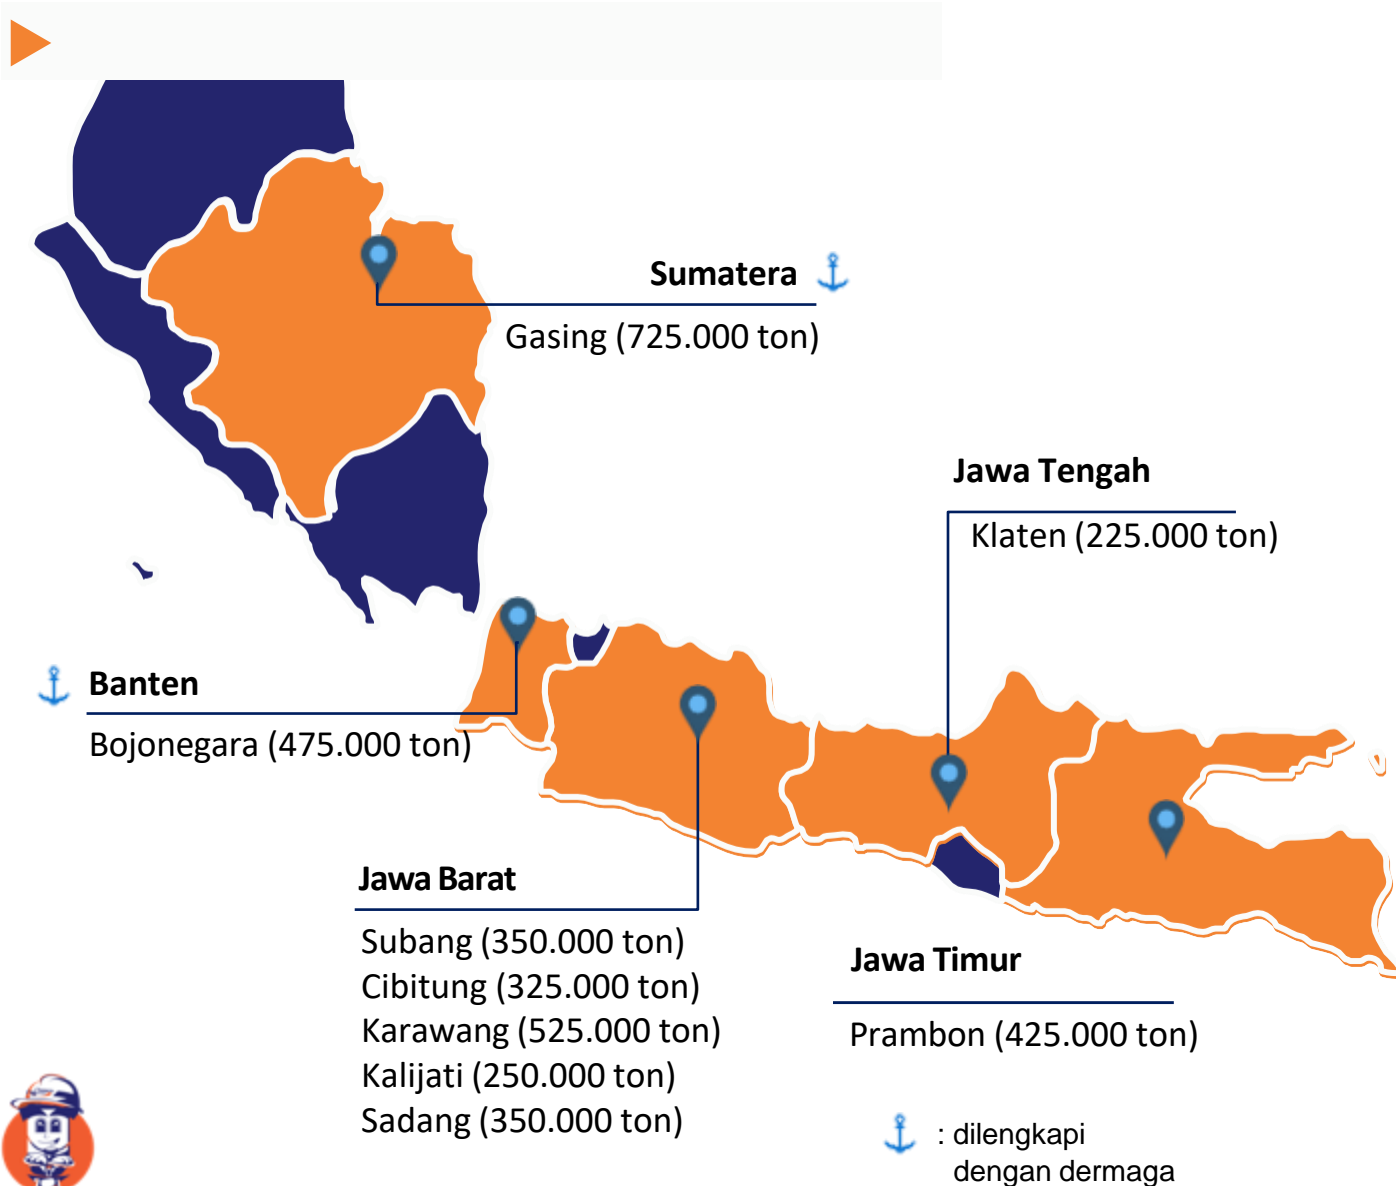 Sumatera
Gasing (725.000 ton)
Jawa Tengah
Klaten (225.000 ton)
Banten
Bojonegara (475.000 ton)
Jawa Barat
Subang (350.000 ton)
Cibitung (325.000 ton)
Karawang (525.000 ton)
Kalijati (250.000 ton)
Sadang (350.000 ton)
Jawa Timur
Prambon (425.000 ton)
: dilengkapi
dengan dermaga